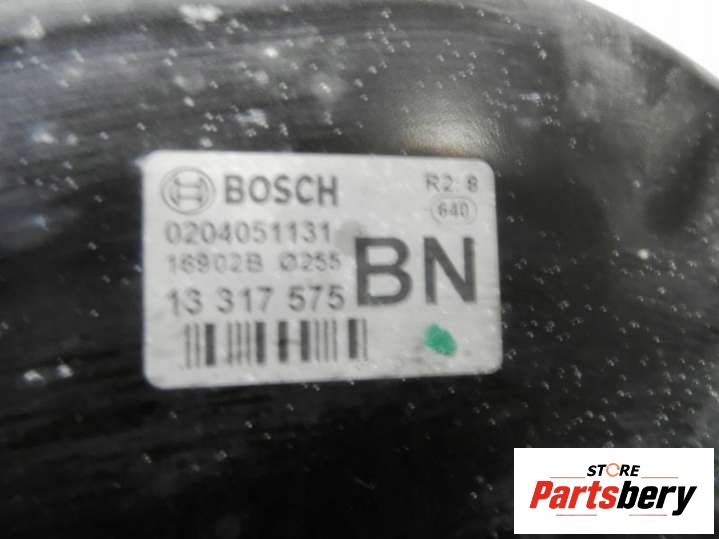 BOSCH
R2 8
640
0204051131
16902B Ø255
BN
13 317 575
STORE
Partsbery